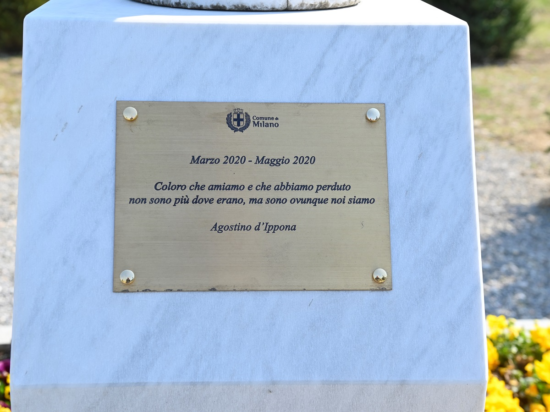 Comune di
Milano
Marzo 2020 - Maggio 2020
Coloro che amiamo e che abbiamo perduto
non sono più dove erano, ma sono ovunque noi siamo
Agostino d'Ippona